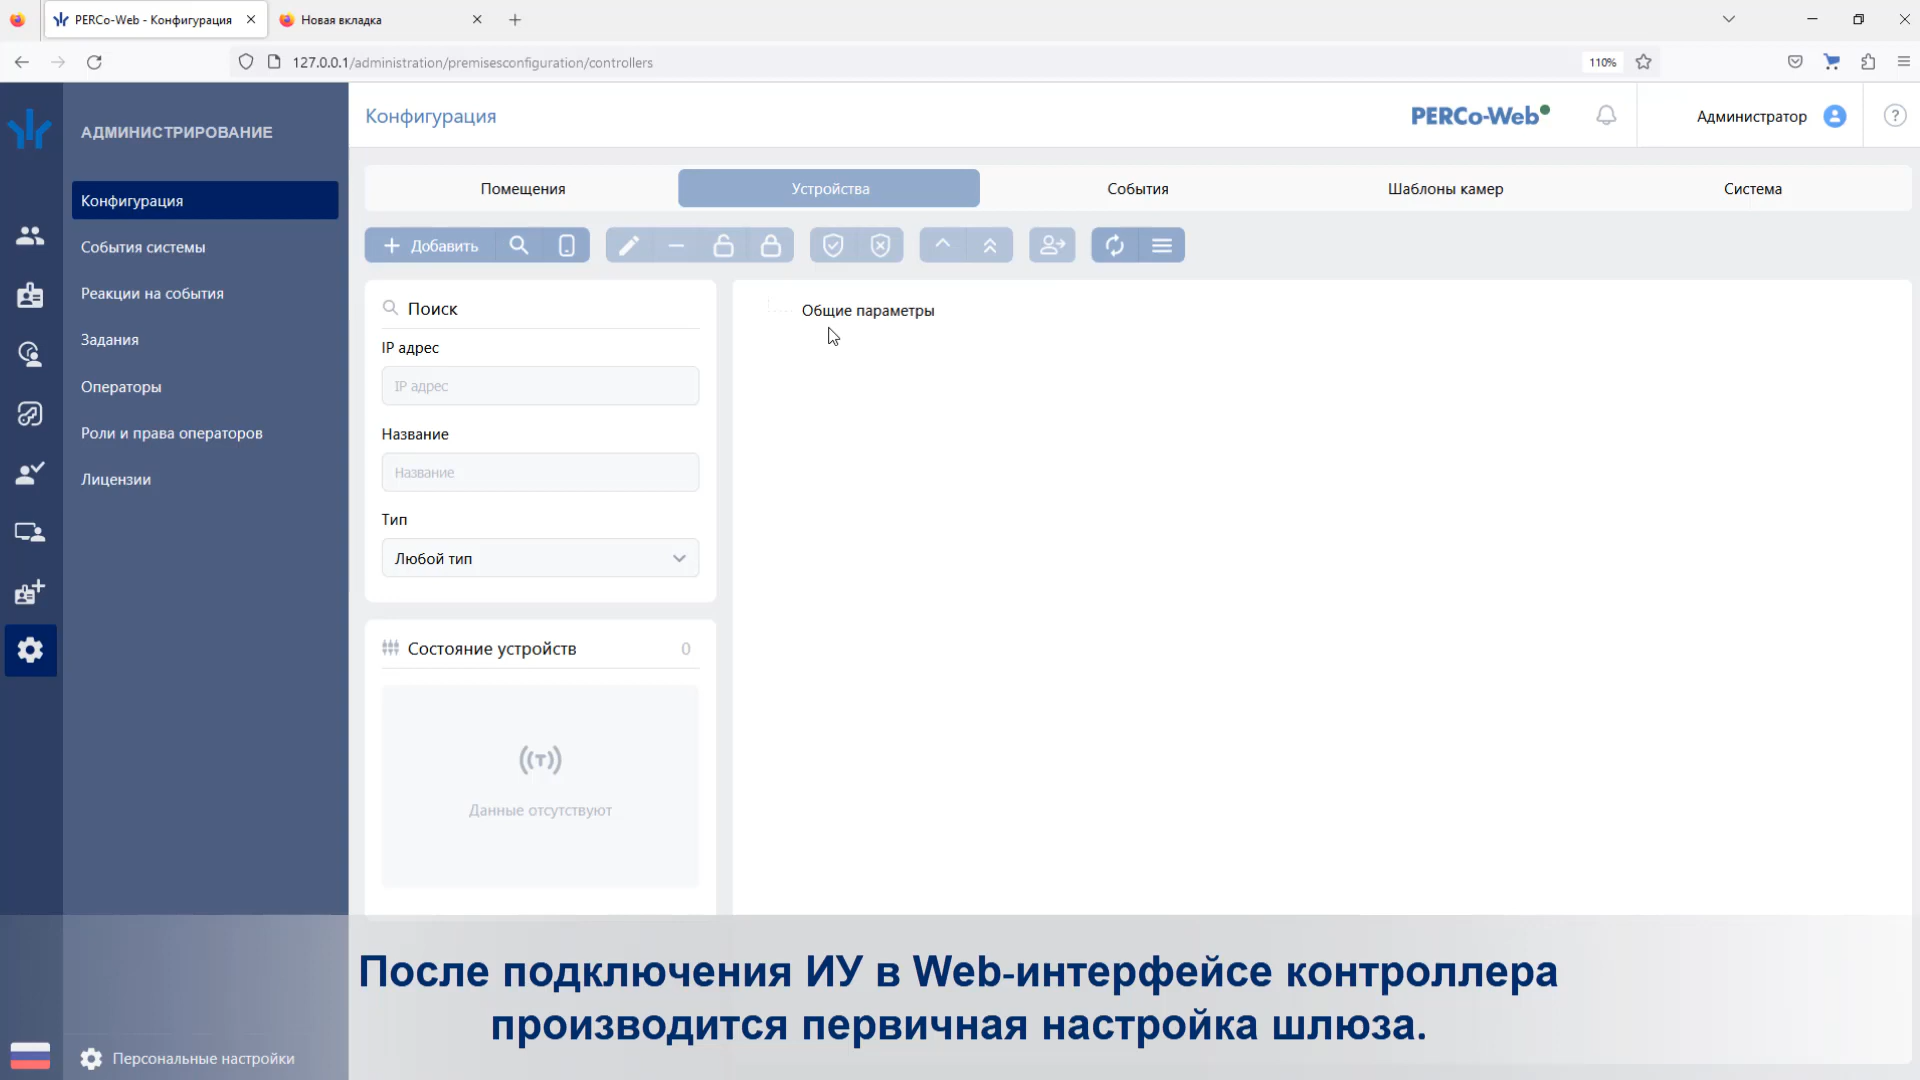 PERCo-Web - Конфигурация
Новая вкладка
127.0.0.1/administration/premisesconfiguration/controllers
110%
АДМИНИСТРИРОВАНИЕ
Конфигурация
События системы
Реакции на события
Задания
Операторы
Роли и права операторов
Лицензии
Персональные настройки
Конфигурация
PERCo-Web
Администратор
?
Помещения
Устройства
События
Шаблоны камер
Система
Добавить
Поиск
IP адрес
IP адрес
Название
Название
Тип
Любой тип
Состояние устройств 0
Данные отсутствуют
Общие параметры
После подключения ИУ в Web-интерфейсе контроллера
производится первичная настройка шлюза.